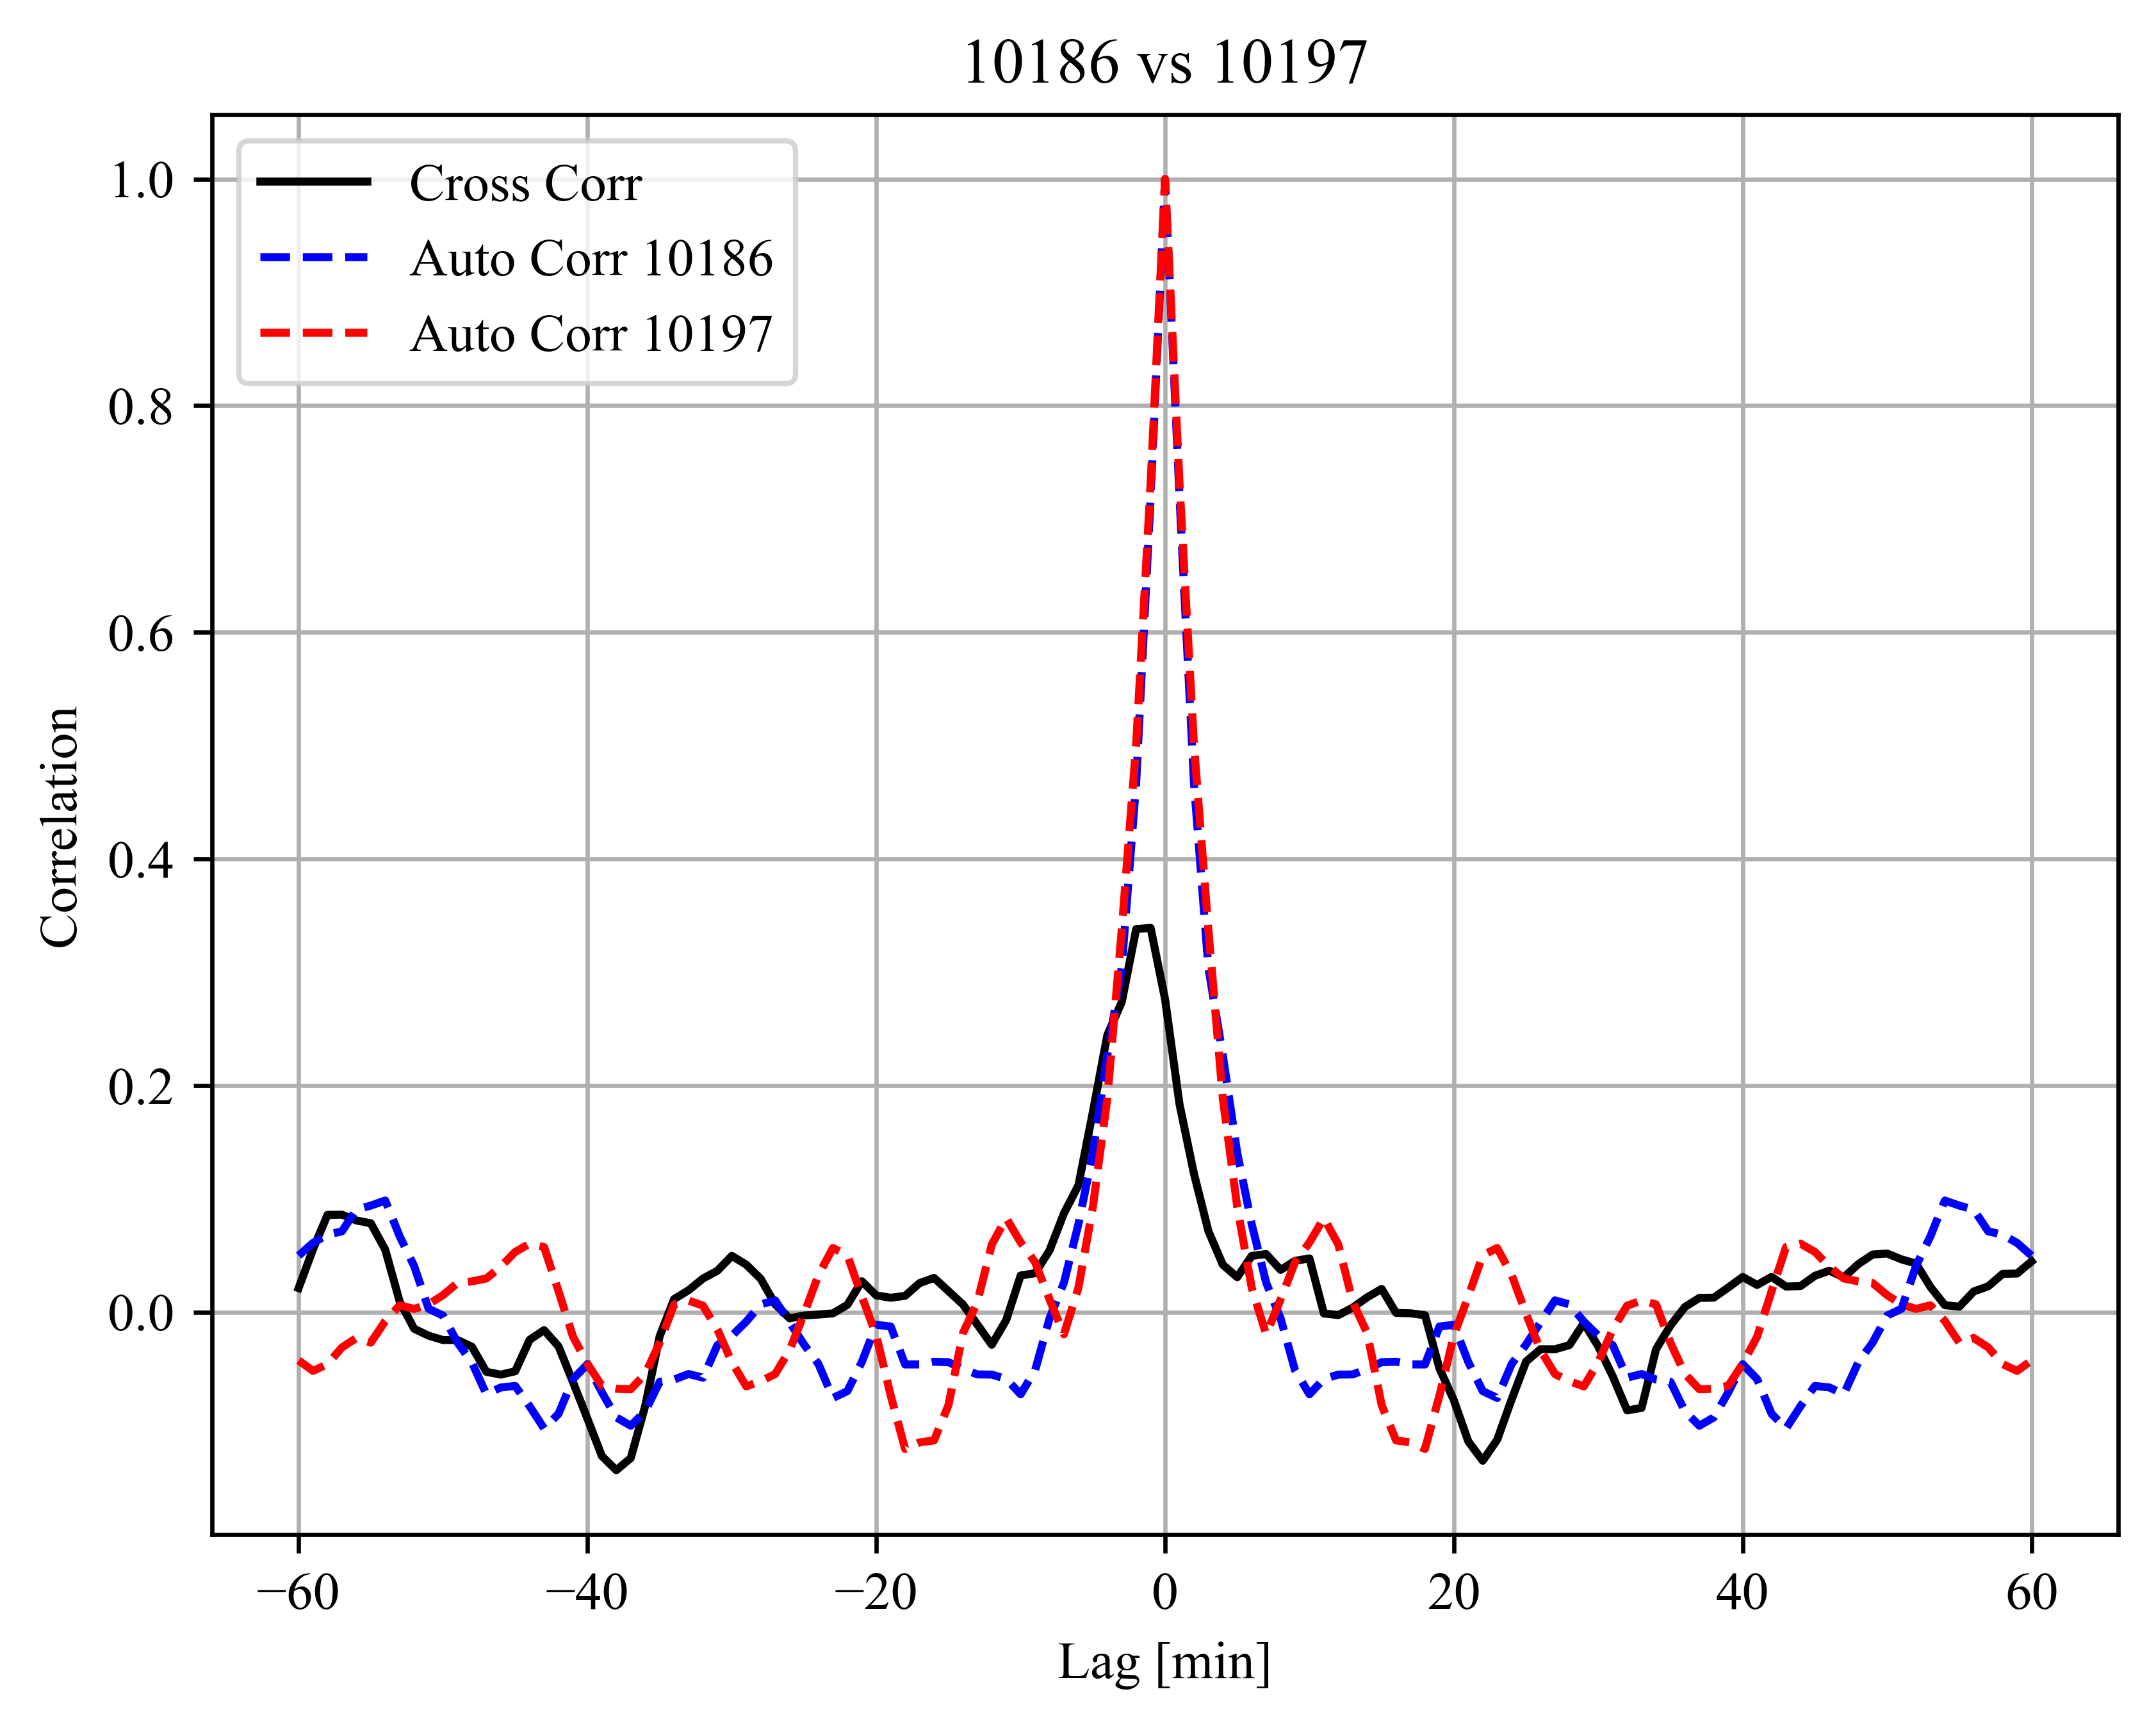 10186 vs 10197
Cross Corr
Auto Corr 10186
Auto Corr 10197
1.0
0.8
0.6
0.4
0.2
0.0
Correlation
−60 −40 −20 0 20 40 60
Lag [min]